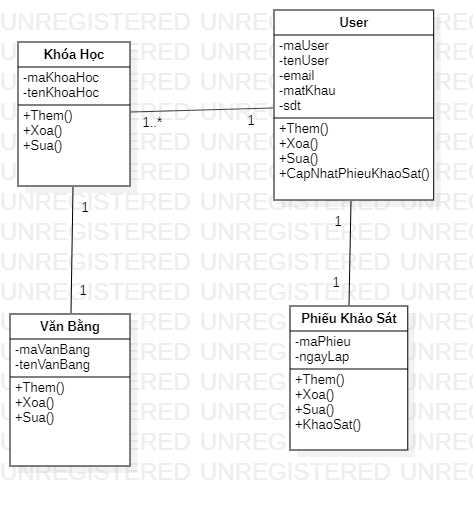 Khóa Học
-maKhoaHoc
-tenKhoaHoc
+Them()
+Xoa()
+Sua()
User
-maUser
-tenUser
-email
-matKhau
-sdt
+Them()
+Xoa()
+Sua()
+CapNhatPhieuKhaoSat()
1..*
1
1
1
1
1
Văn Bằng
-maVanBang
-tenVanBang
+Them()
+Xoa()
+Sua()
Phiếu Khảo Sát
-maPhieu
-ngayLap
+Them()
+Xoa()
+Sua()
+KhaoSat()
UNREGISTERED